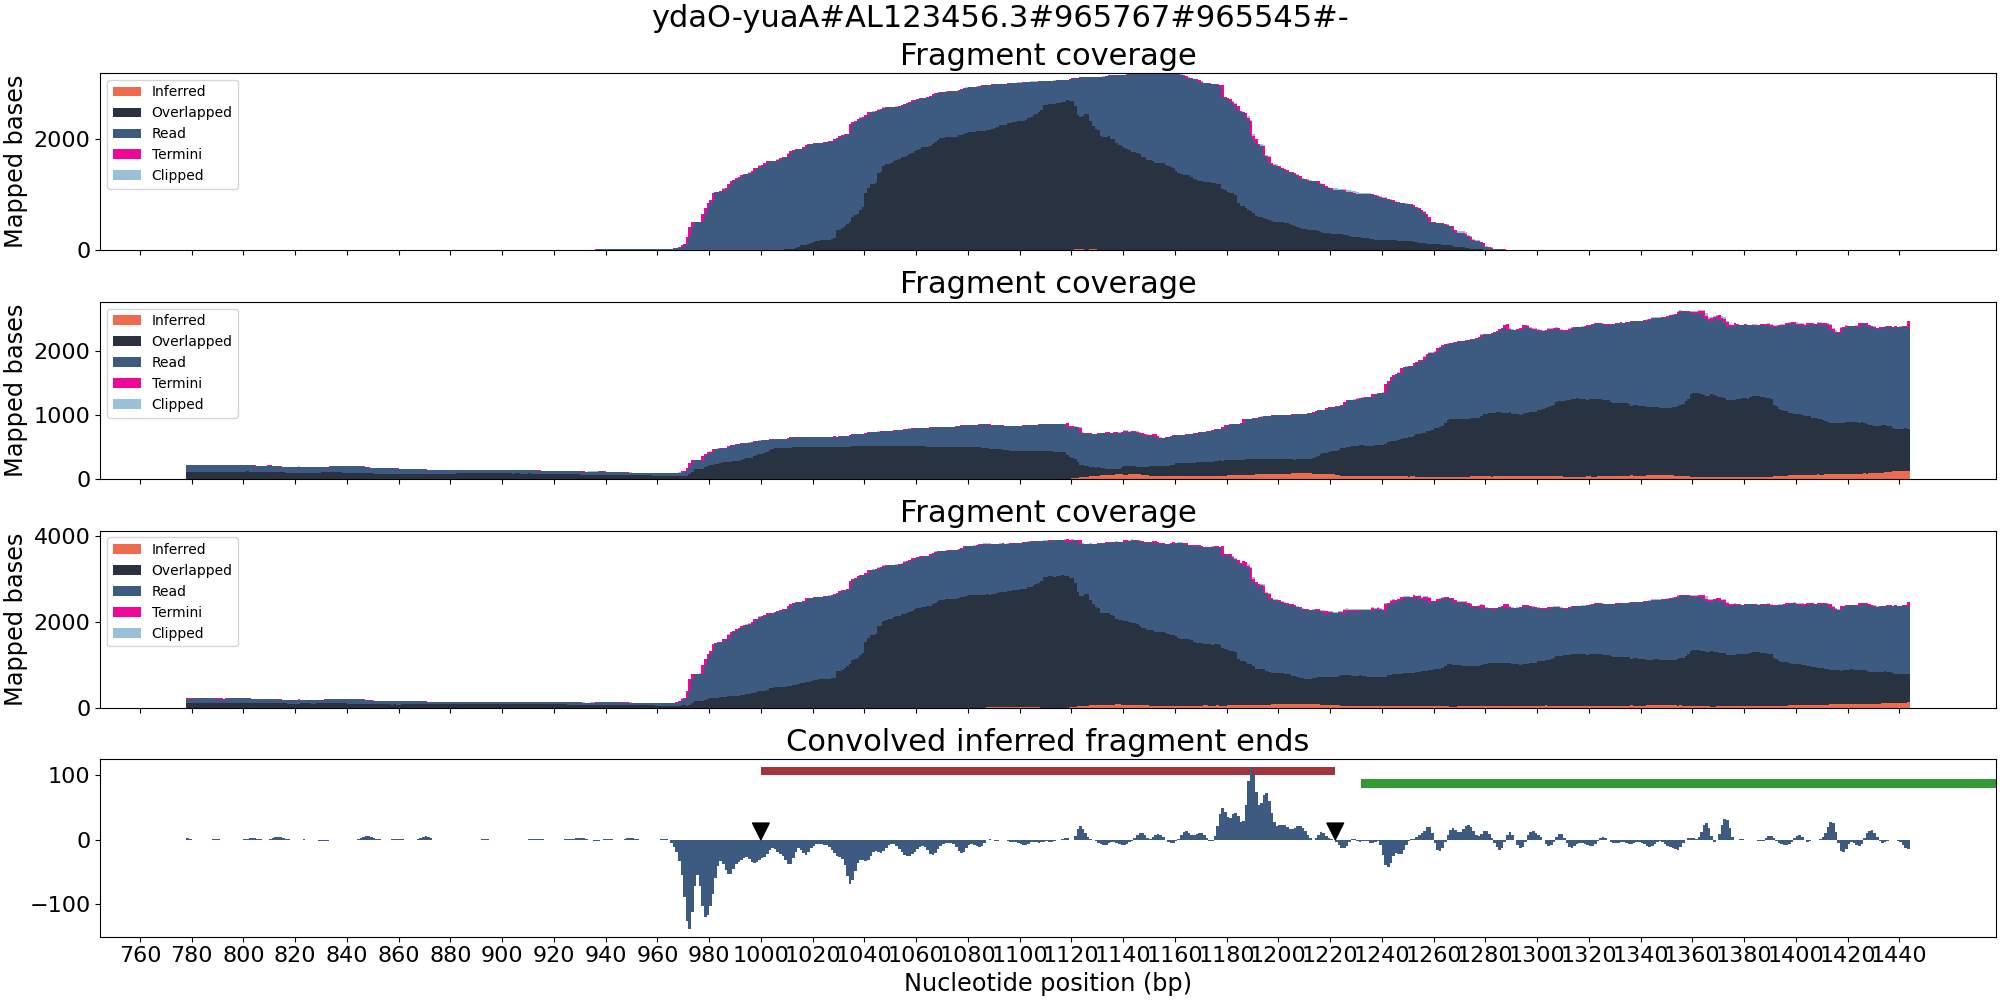 ydaO-yuaA#AL123456.3#965767#965545#-
Fragment coverage
Mapped bases
2000
0
Inferred
Overlapped
Read
Termini
Clipped
Fragment coverage
Mapped bases
2000
1000
0
Inferred
Overlapped
Read
Termini
Clipped
Fragment coverage
Mapped bases
4000
2000
0
Inferred
Overlapped
Read
Termini
Clipped
Convolved inferred fragment ends
100
0
−100
760 780 800 820 840 860 880 900 920 940 960 980 1000 1020 1040 1060 1080 1100 1120 1140 1160 1180 1200 1220 1240 1260 1280 1300 1320 1340 1360 1380 1400 1420 1440
Nucleotide position (bp)